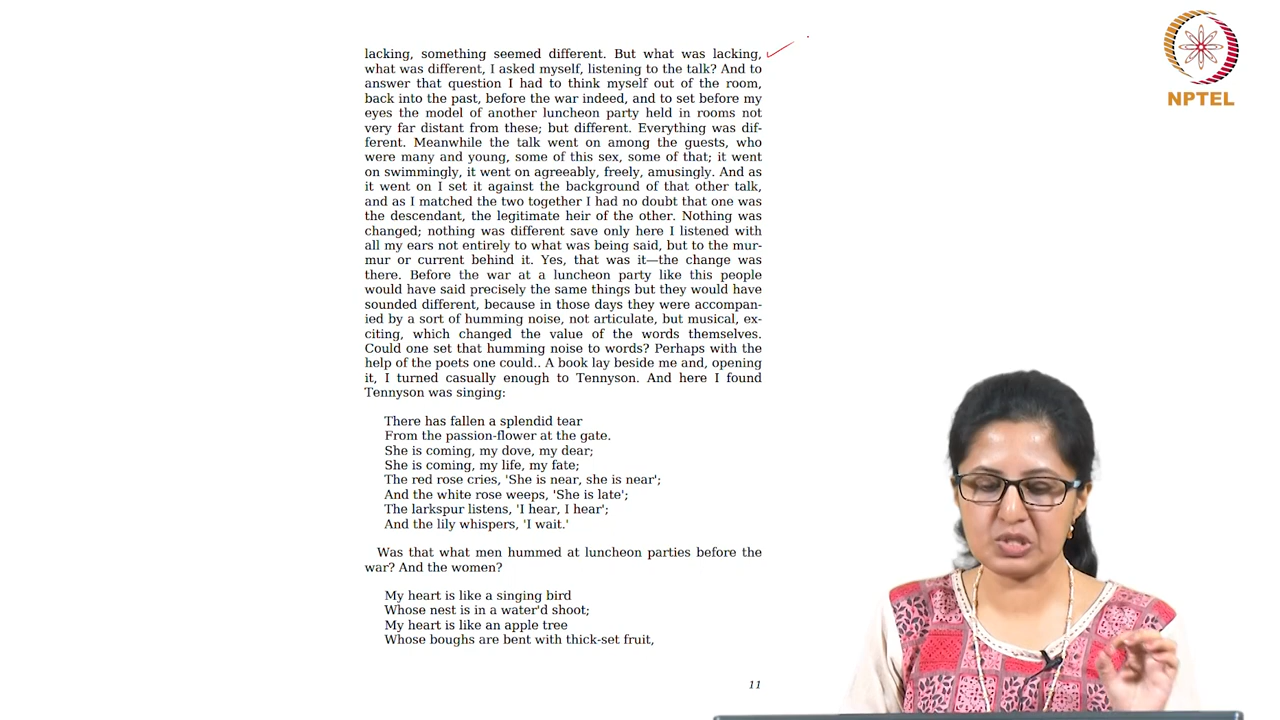 lacking, something seemed different. But what was lacking,
what was different, I asked myself, listening to the talk? And to
answer that question I had to think myself out of the room,
back into the past, before the war indeed, and to set before my
eyes the model of another luncheon party held in rooms not
very far distant from these; but different. Everything was dif-
ferent. Meanwhile the talk went on among the guests, who
were many and young, some of this sex, some of that; it went
on swimmingly, it went on agreeably, freely, amusingly. And as
it went on I set it against the background of that other talk,
and as I matched the two together I had no doubt that one was
the descendant, the legitimate heir of the other. Nothing was
changed; nothing was different save only here I listened with
all my ears not entirely to what was being said, but to the mur-
mur or current behind it. Yes, that was it—the change was
there. Before the war at a luncheon party like this people
would have said precisely the same things but they would have
sounded different, because in those days they were accompan-
ied by a sort of humming noise, not articulate, but musical, ex-
citing, which changed the value of the words themselves.
Could one set that humming noise to words? Perhaps with the
help of the poets one could.. A book lay beside me and, opening
it, I turned casually enough to Tennyson. And here I found
Tennyson was singing:
There has fallen a splendid tear
From the passion-flower at the gate.
She is coming, my dove, my dear;
She is coming, my life, my fate;
The red rose cries, 'She is near, she is near';
And the white rose weeps, 'She is late';
The larkspur listens, 'I hear, I hear';
And the lily whispers, 'I wait.'
Was that what men hummed at luncheon parties before the
war? And the women?
My heart is like a singing bird
Whose nest is in a water'd shoot;
My heart is like an apple tree
Whose boughs are bent with thick-set fruit,
11
NPTEL